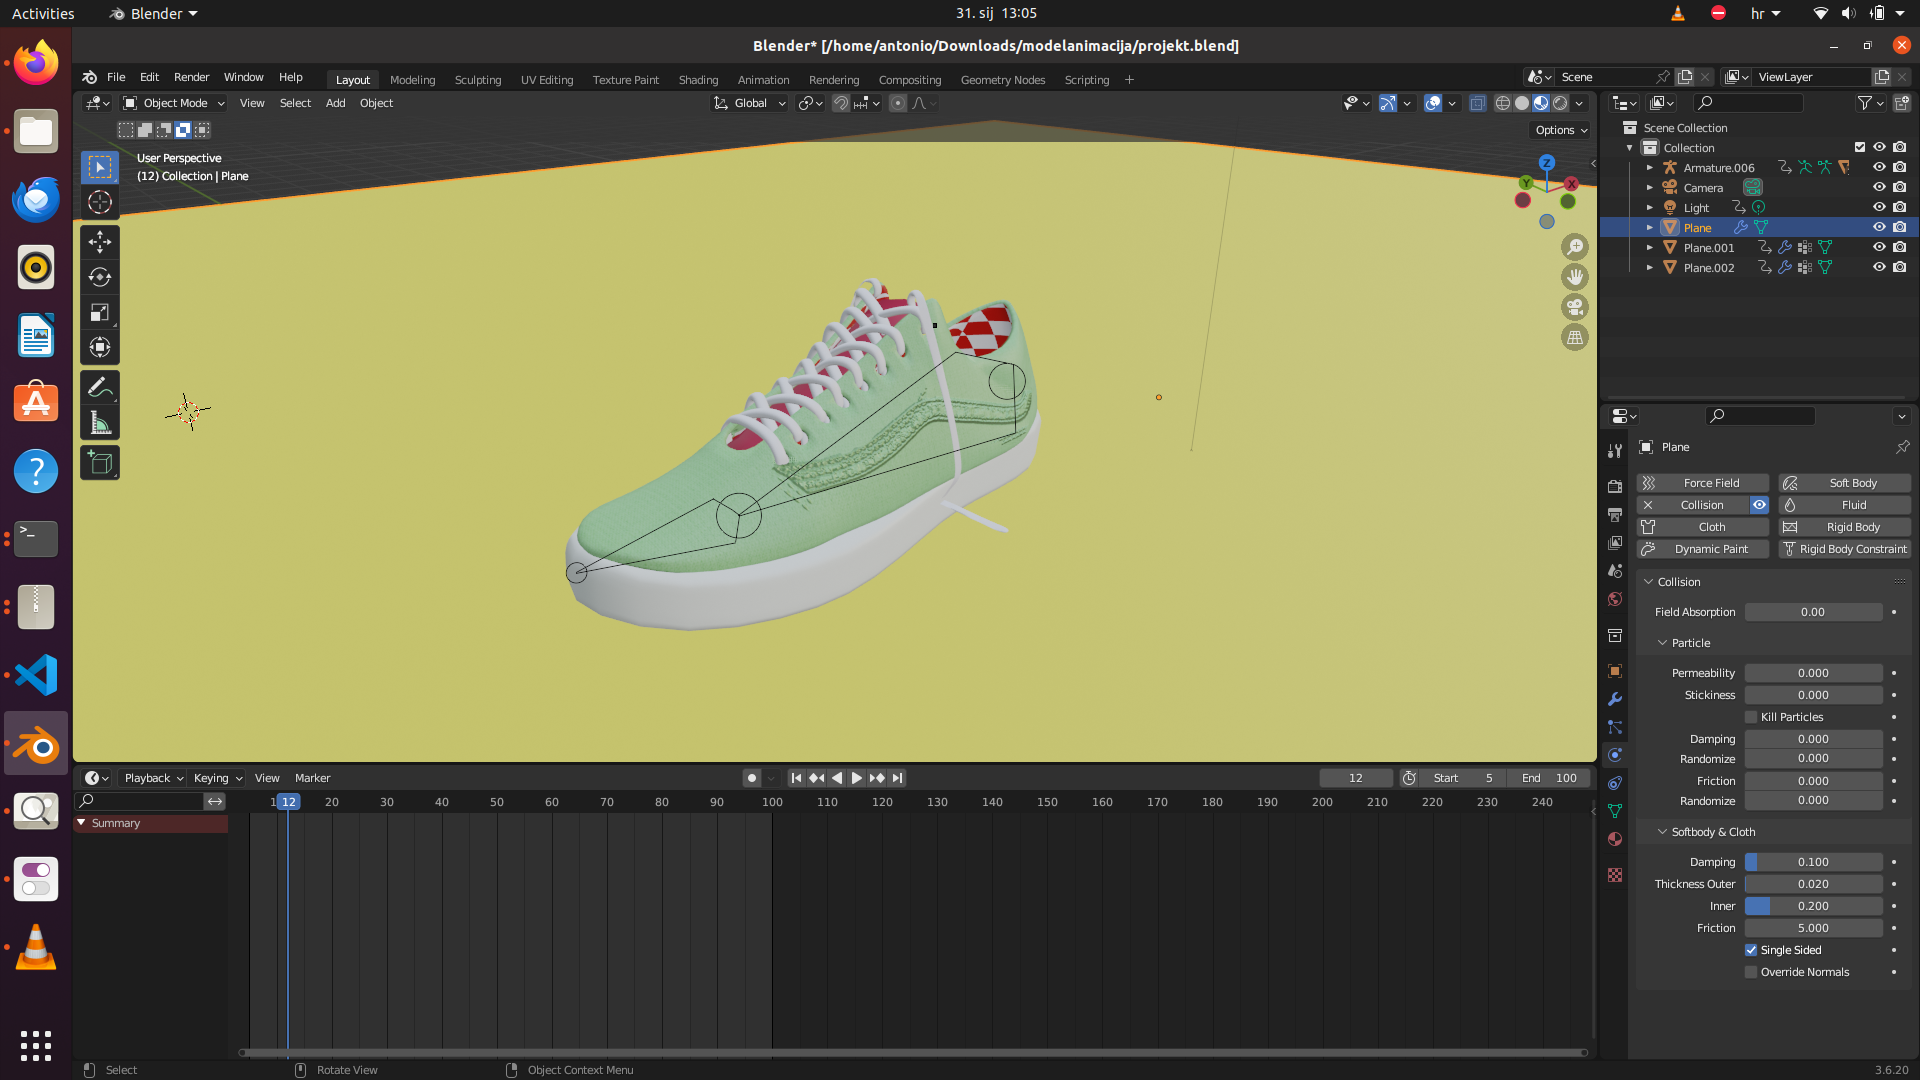 Activities
Blender
31. sij 13:05
hr
Blender* [/home/antonio/Downloads/modelanimacija/projekt.blend]
File Edit Render Window Help
Layout Modeling Sculpting UV Editing Texture Paint Shading Animation Rendering Compositing Geometry Nodes Scripting +
Scene
ViewLayer
Object Mode
View Select Add Object
Global
Options
User Perspective
(12) Collection | Plane
Z
Y
X
Scene Collection
Collection
Armature.006
Camera
Light
Plane
Plane.001
Plane.002
Plane
Force Field
Soft Body
Collision
Fluid
Cloth
Rigid Body
Dynamic Paint
Rigid Body Constraint
Collision
Field Absorption 0.00
Particle
Permeability 0.000
Stickiness 0.000
Kill Particles
Damping 0.000
Randomize 0.000
Friction 0.000
Randomize 0.000
Softbody & Cloth
Damping 0.100
Thickness Outer 0.020
Inner 0.200
Friction 5.000
Single Sided
Override Normals
Playback Keying View Marker
12
Start 5
End 100
1 12 20 30 40 50 60 70 80 90 100 110 120 130 140 150 160 170 180 190 200 210 220 230 240
Summary
Select
Rotate View
Object Context Menu
3.6.20